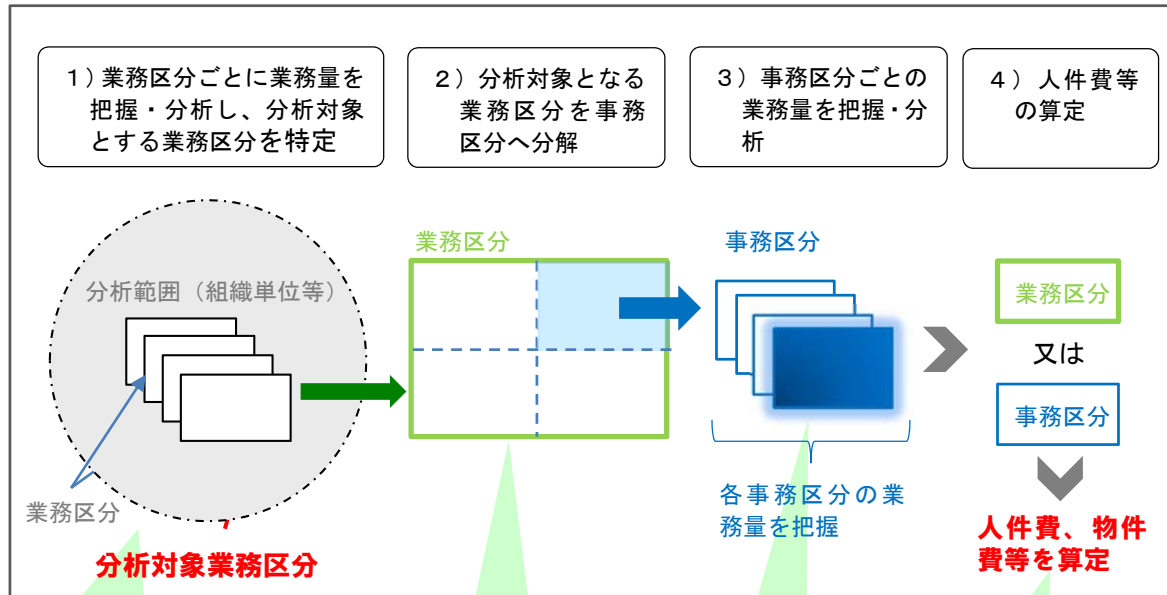 1）業務区分ごとに業務量を
把握・分析し、分析対象
とする業務区分を特定
2）分析対象となる
業務区分を事務
区分へ分解
3）事務区分ごとの
業務量を把握・分
析
4）人件費等
の算定
分析範囲（組織単位等）
業務区分
分析対象業務区分
業務区分
事務区分
各事務区分の業
務量を把握
業務区分
又は
事務区分
人件費、物件
費等を算定